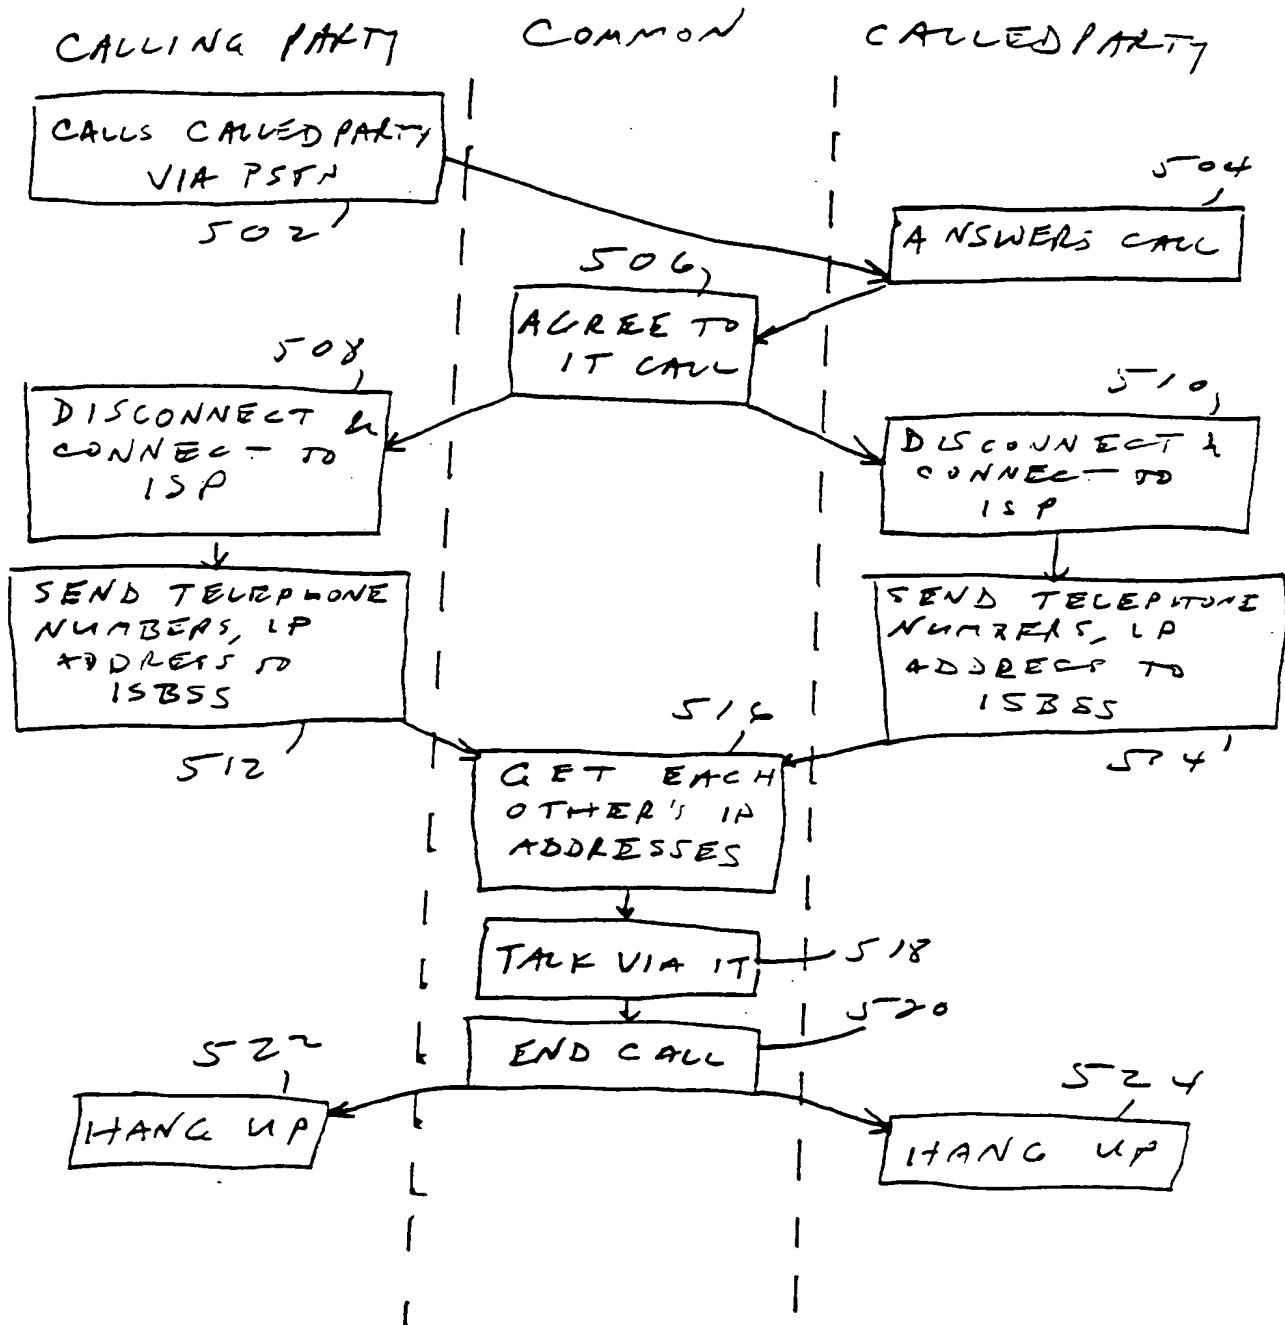 CALLING PARTY
COMMON
CALLED PARTY
CALLS CALLED PARTY
VIA PSTN
502
504
ANSWERS CALL
506
AGREE TO
IT CALL
508
DISCONNECT &
CONNECT TO
ISP
510
DISCONNECT &
CONNECT TO
ISP
SEND TELEPHONE
NUMBERS, IP
ADDRESS TO
ISBSS
512
SEND TELEPHONE
NUMBERS, IP
ADDRESS TO
ISBSS
514
516
GET EACH
OTHER'S IP
ADDRESSES
TALK VIA IT
518
END CALL
520
522
HANG UP
524
HANG UP